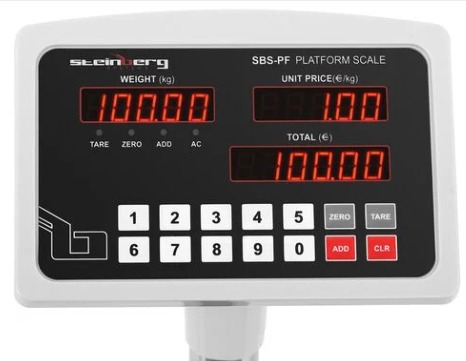 steinberg
SBS-PF PLATFORM SCALE
WEIGHT (kg)
UNIT PRICE(€/kg)
100.00
1.00
TOTAL (€)
TARE ZERO ADD AC
100.00
1 2 3 4 5 ZERO TARE
6 7 8 9 0 ADD CLR